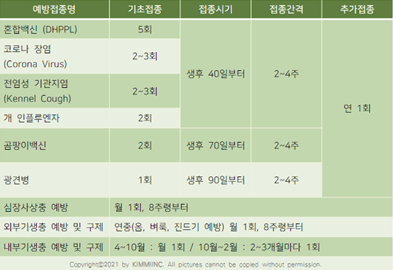 예방접종명 기초접종 접종시기 접종간격 추가접종
혼합백신 (DHPPL) 5회
코로나 장염
(Corona Virus)
2~3회
전염성 기관지염
(Kennel Cough)
2~3회
개 인플루엔자 2회
생후 40일부터 2~4주
곰팡이백신 2회 생후 70일부터 2~4주
광견병 1회 생후 90일부터 2~4주
연 1회
심장사상충 예방 월 1회, 8주령부터
외부기생충 예방 및 구제 연중(옴, 벼룩, 진드기 예방) 월 1회, 8주령부터
내부기생충 예방 및 구제 4~10월 : 월 1회 / 10월~2월 : 2~3개월마다 1회
Copyright©2021 by KIMMIINC. All pictures cannot be copied without permission.